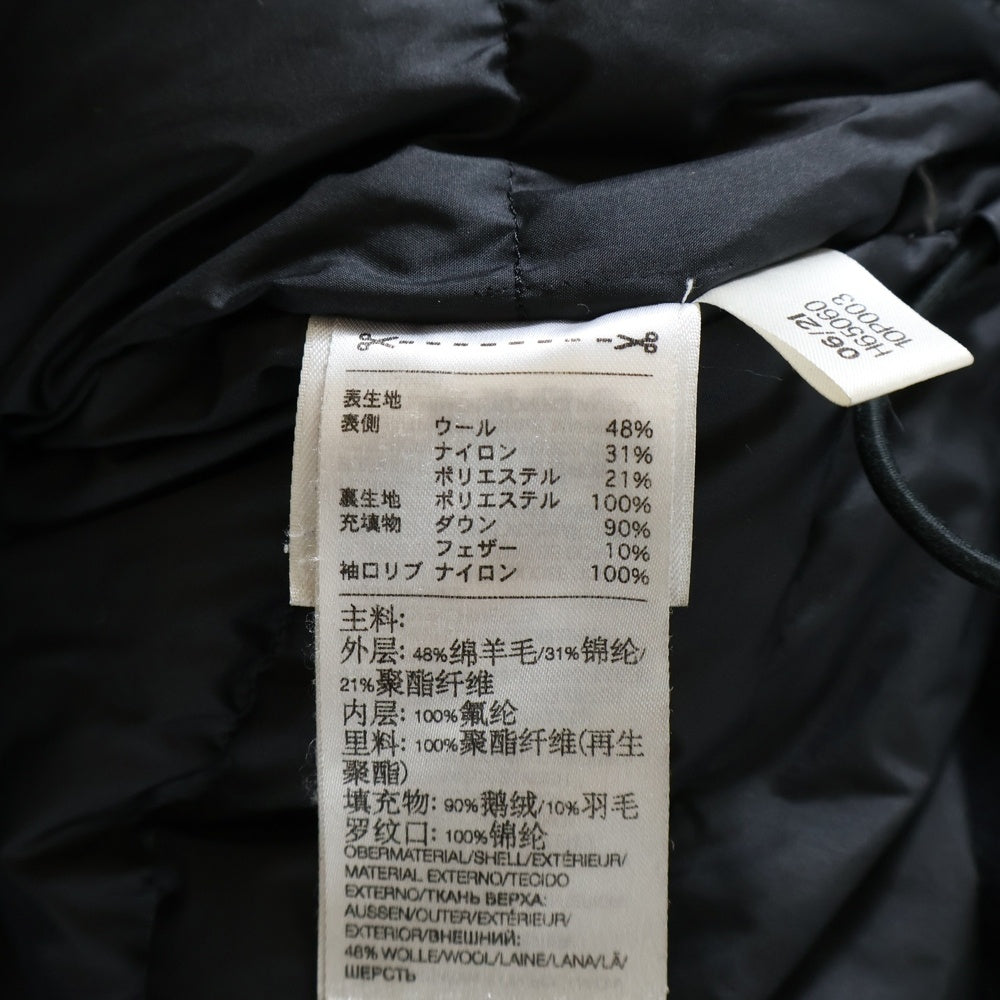 06/21
H65060
10P003
表生地
表側 ウール 48%
ナイロン 31%
ポリエステル 21%
裏生地 ポリエステル 100%
充填物 ダウン 90%
フェザー 10%
袖口リブ ナイロン 100%
主料:
外层: 48%绵羊毛/31%锦纶/
21%聚酯纤维
内层: 100%氟纶
里料: 100%聚酯纤维(再生
聚酯)
填充物: 90%鹅绒/10%羽毛
罗纹口: 100%锦纶
OBERMATERIAL/SHELL/EXTÉRIEUR/
MATERIAL EXTERNO/TECIDO
EXTERNO/ТКАНЬ ВЕРХА:
AUSSEN/OUTER/EXTÉRIEUR/
EXTERIOR/ВНЕШНИЙ:
48% WOLLE/WOOL/LAINE/LANA/LÃ/
ШЕРСТЬ